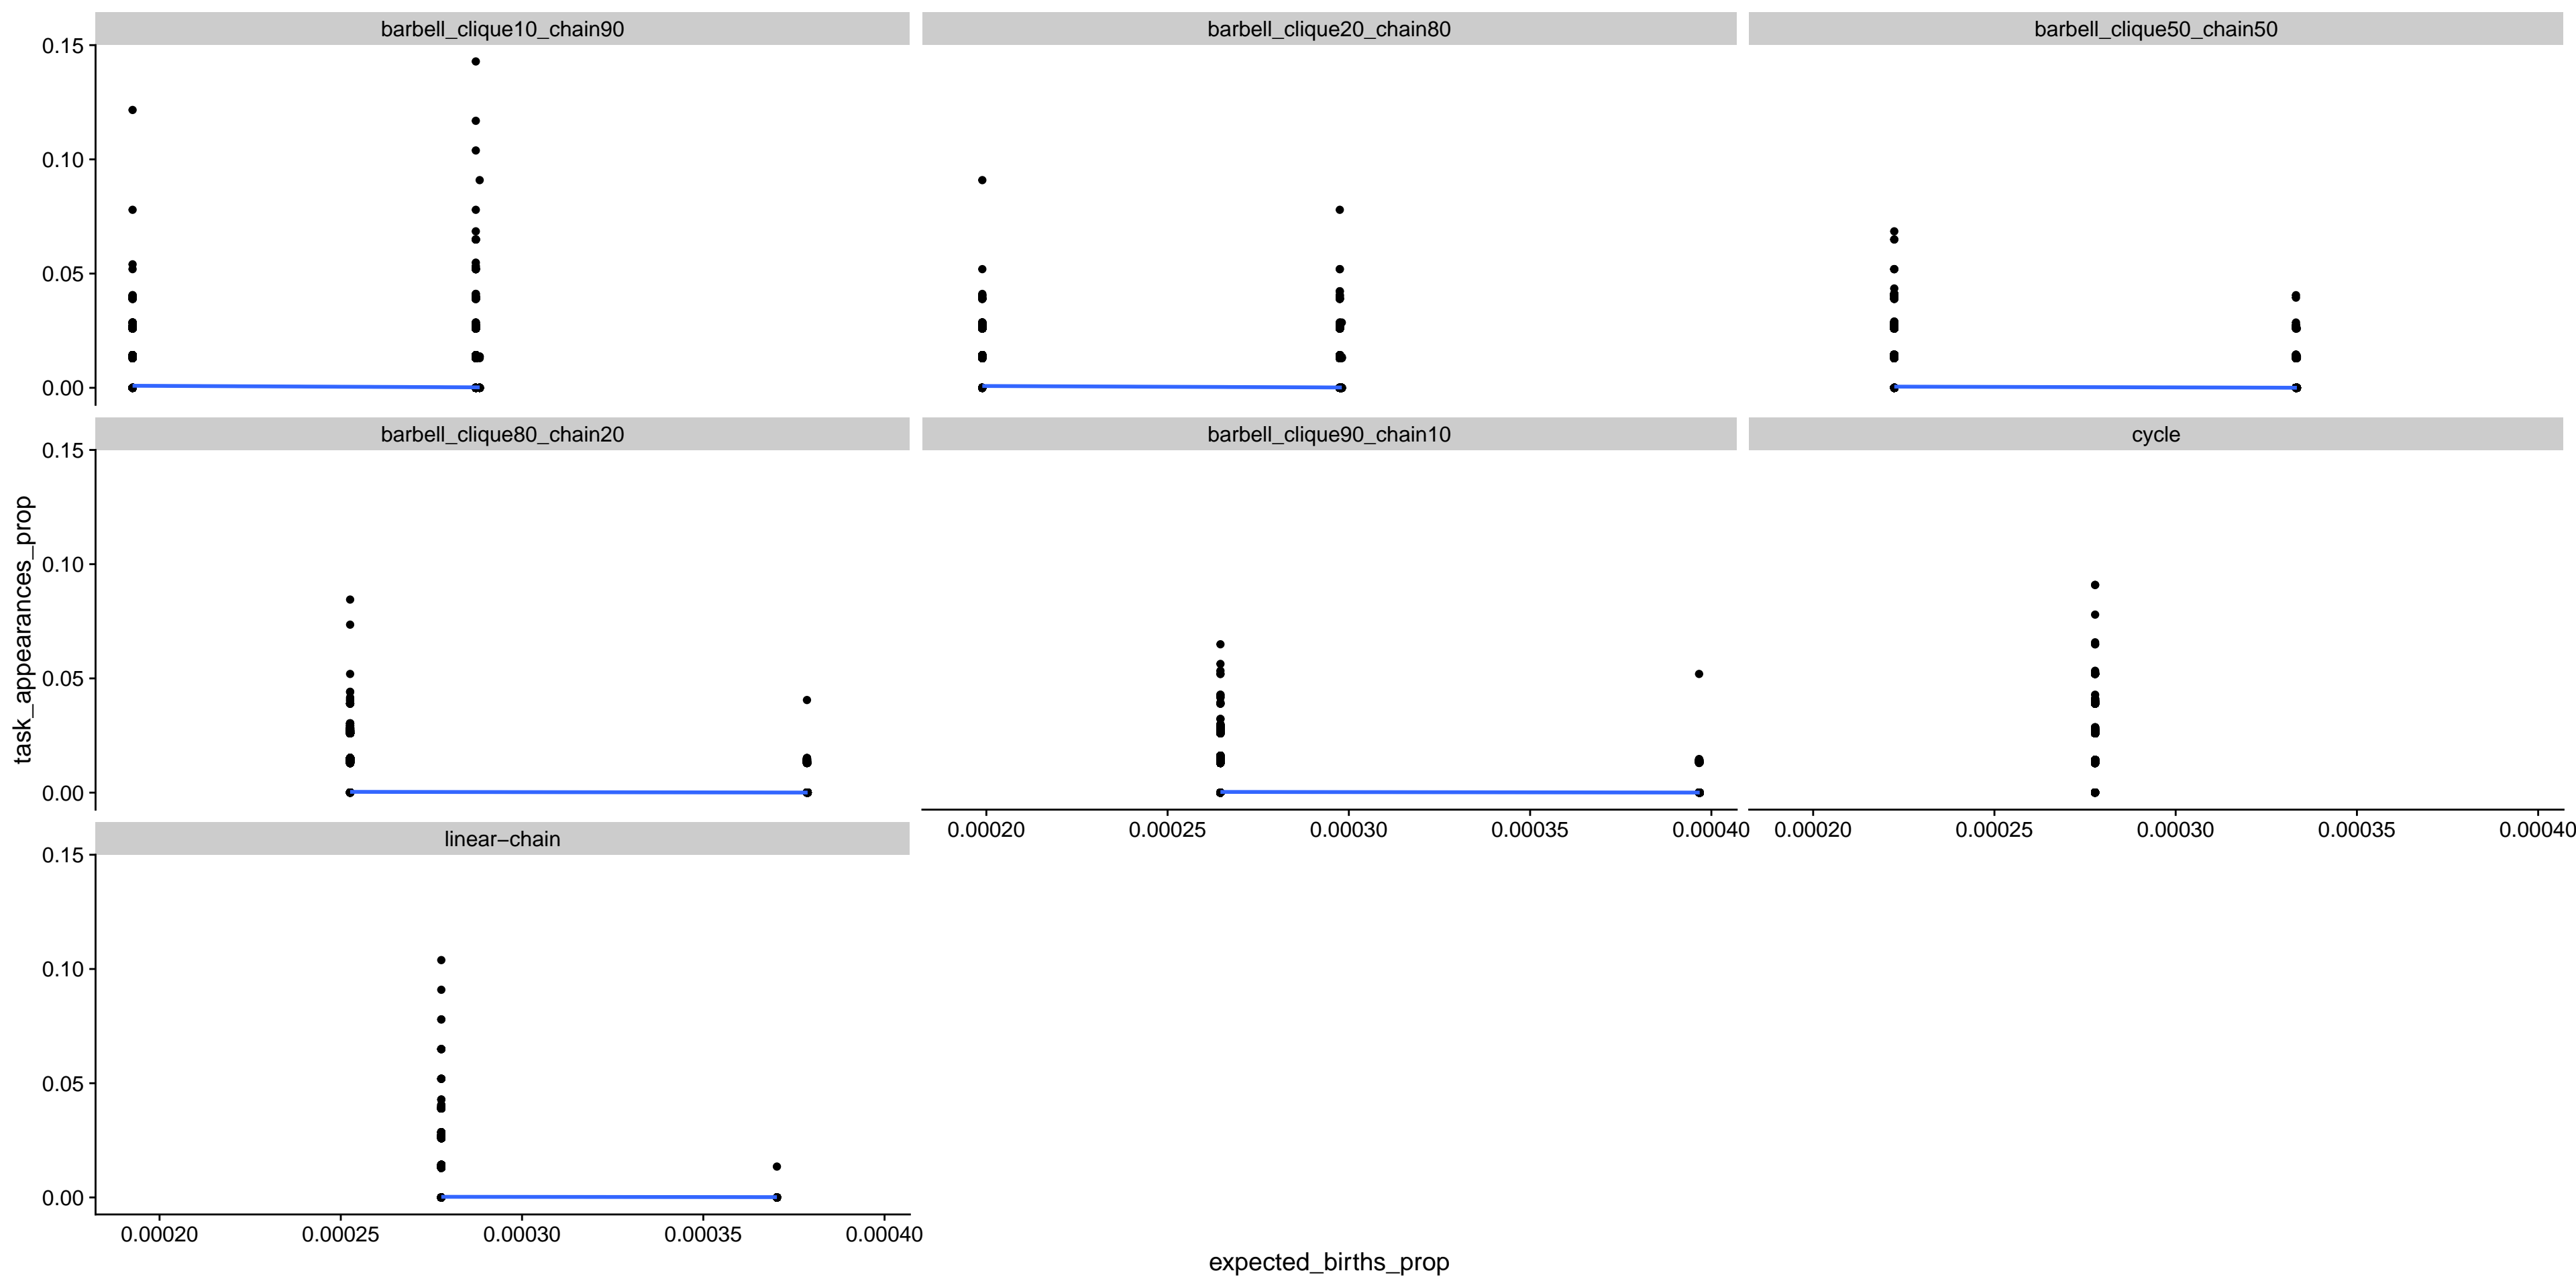 barbell_clique10_chain90 barbell_clique20_chain80 barbell_clique50_chain50
0.15
0.10
0.05
0.00
barbell_clique80_chain20 barbell_clique90_chain10 cycle
0.15
0.10
0.05
0.00
task_appearances_prop
0.00020 0.00025 0.00030 0.00035 0.00040 0.00020 0.00025 0.00030 0.00035 0.00040
linear−chain
0.15
0.10
0.05
0.00
0.00020 0.00025 0.00030 0.00035 0.00040
expected_births_prop